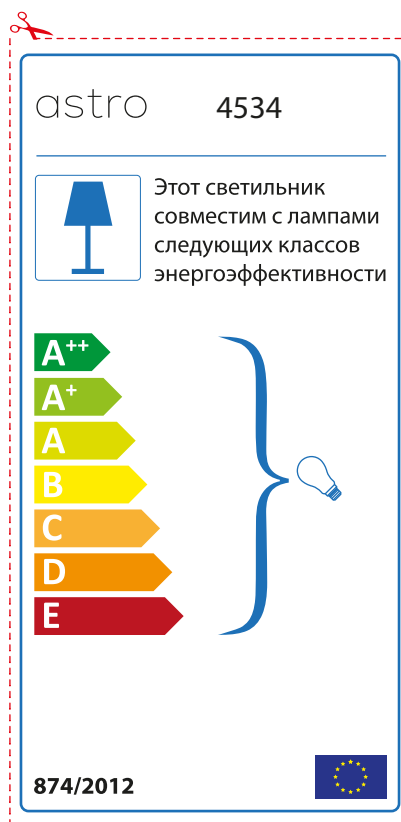 astro 4534
Этот светильник
совместим с лампами
следующих классов
энергоэффективности
A++
A+
A
B
C
D
E
874/2012